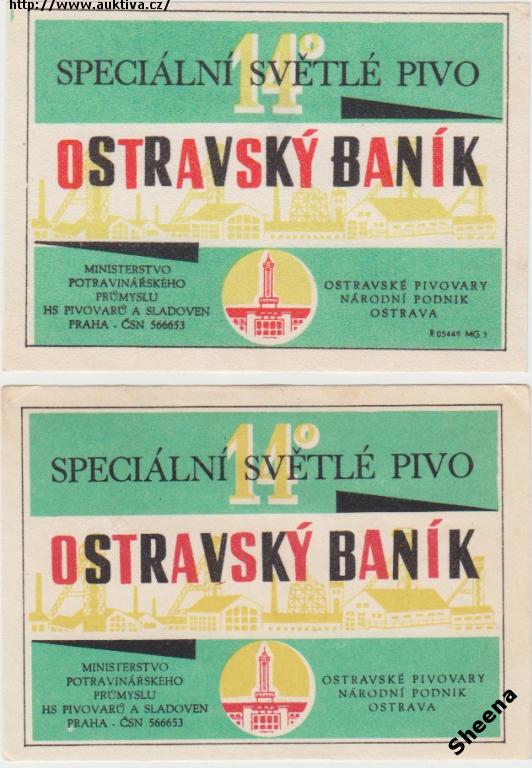 http://www.auktiva.cz/
14°
SPECIÁLNÍ SVĚTLÉ PIVO
OSTRAVSKÝ BANÍK
MINISTERSTVO
POTRAVINÁŘSKÉHO
PRŮMYSLU
HS PIVOVARŮ A SLADOVEN
PRAHA - ČSN 566653
OSTRAVSKÉ PIVOVARY
NÁRODNÍ PODNIK
OSTRAVA
R 05449 MG 3
14°
SPECIÁLNÍ SVĚTLÉ PIVO
OSTRAVSKÝ BANÍK
MINISTERSTVO
POTRAVINÁŘSKÉHO
PRŮMYSLU
HS PIVOVARŮ A SLADOVEN
PRAHA - ČSN 566653
OSTRAVSKÉ PIVOVARY
NÁRODNÍ PODNIK
OSTRAVA
Sheena